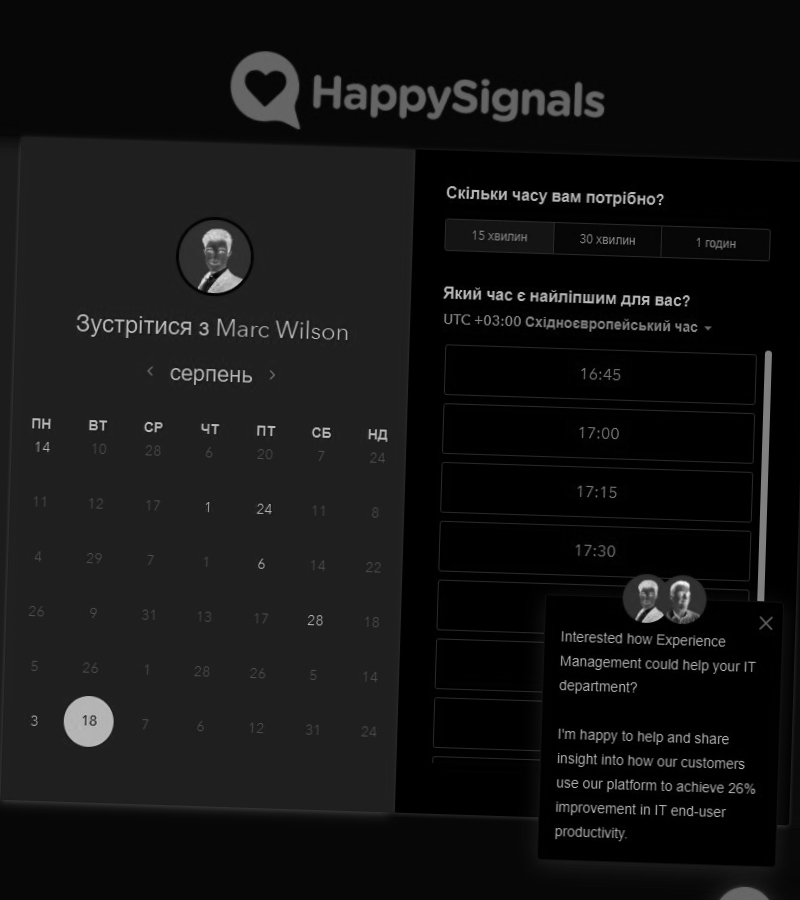 HappySignals
Зустрітися з Marc Wilson
серпень
ПН ВТ СР ЧТ ПТ СБ НД
14 10 28 6 20 7 24
11 12 17 1 24 11 8
4 29 7 1 6 14 22
26 9 31 13 17 28 18
5 26 1 28 26 5 14
3 18 7 6 12 31 24
Скільки часу вам потрібно?
15 хвилин 30 хвилин 1 годин
Який час є найліпшим для вас?
UTC +03:00 Східноєвропейський час
16:45
17:00
17:15
17:30
Interested how Experience
Management could help your IT
department?
I'm happy to help and share
insight into how our customers
use our platform to achieve 26%
improvement in IT end-user
productivity.